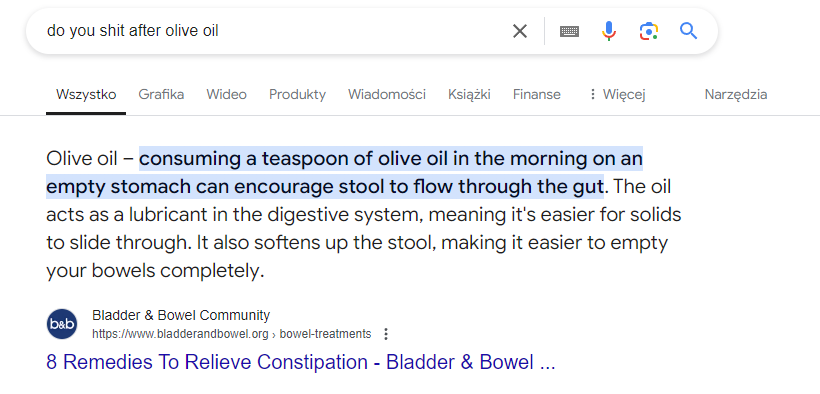 do you shit after olive oil
Wszystko Grafika Wideo Produkty Wiadomości Książki Finanse Więcej Narzędzia
Olive oil – consuming a teaspoon of olive oil in the morning on an
empty stomach can encourage stool to flow through the gut. The oil
acts as a lubricant in the digestive system, meaning it's easier for solids
to slide through. It also softens up the stool, making it easier to empty
your bowels completely.
b&b
Bladder & Bowel Community
https://www.bladderandbowel.org › bowel-treatments
8 Remedies To Relieve Constipation - Bladder & Bowel ...